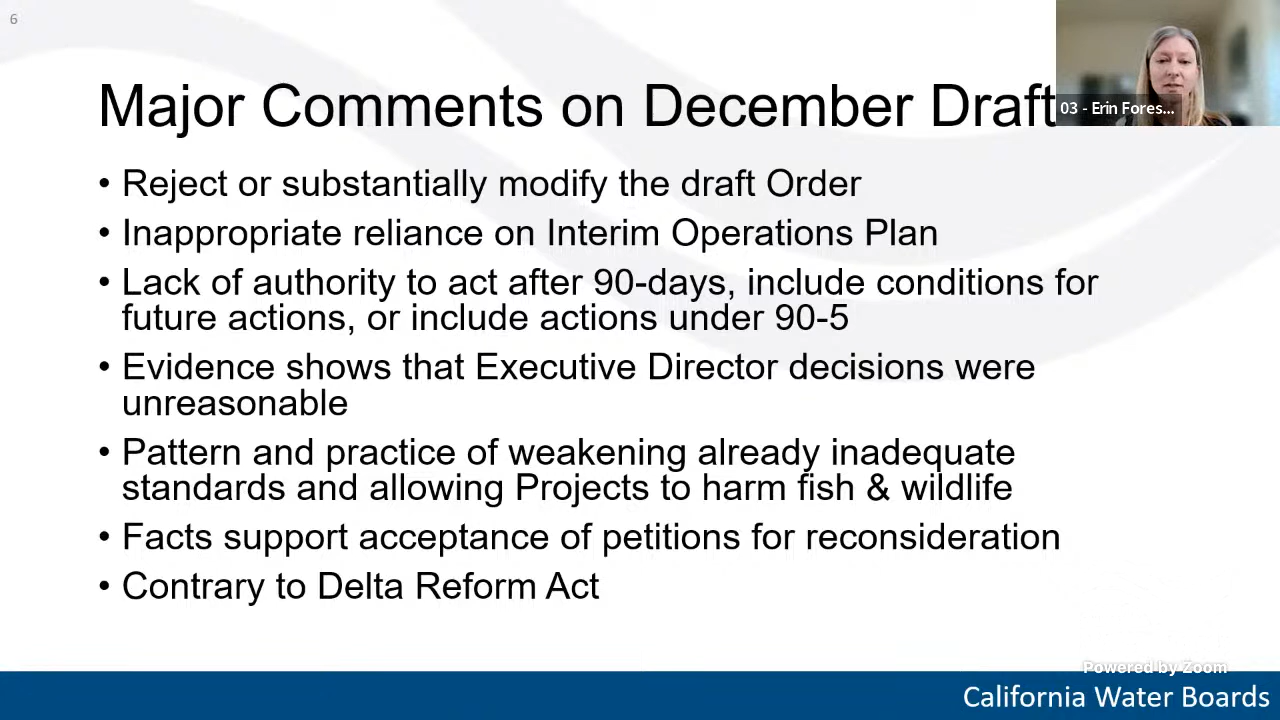 6
Major Comments on December Draft
03 - Erin Fores...
• Reject or substantially modify the draft Order
• Inappropriate reliance on Interim Operations Plan
• Lack of authority to act after 90-days, include conditions for
future actions, or include actions under 90-5
• Evidence shows that Executive Director decisions were
unreasonable
• Pattern and practice of weakening already inadequate
standards and allowing Projects to harm fish & wildlife
• Facts support acceptance of petitions for reconsideration
• Contrary to Delta Reform Act
Powered by Zoom
California Water Boards